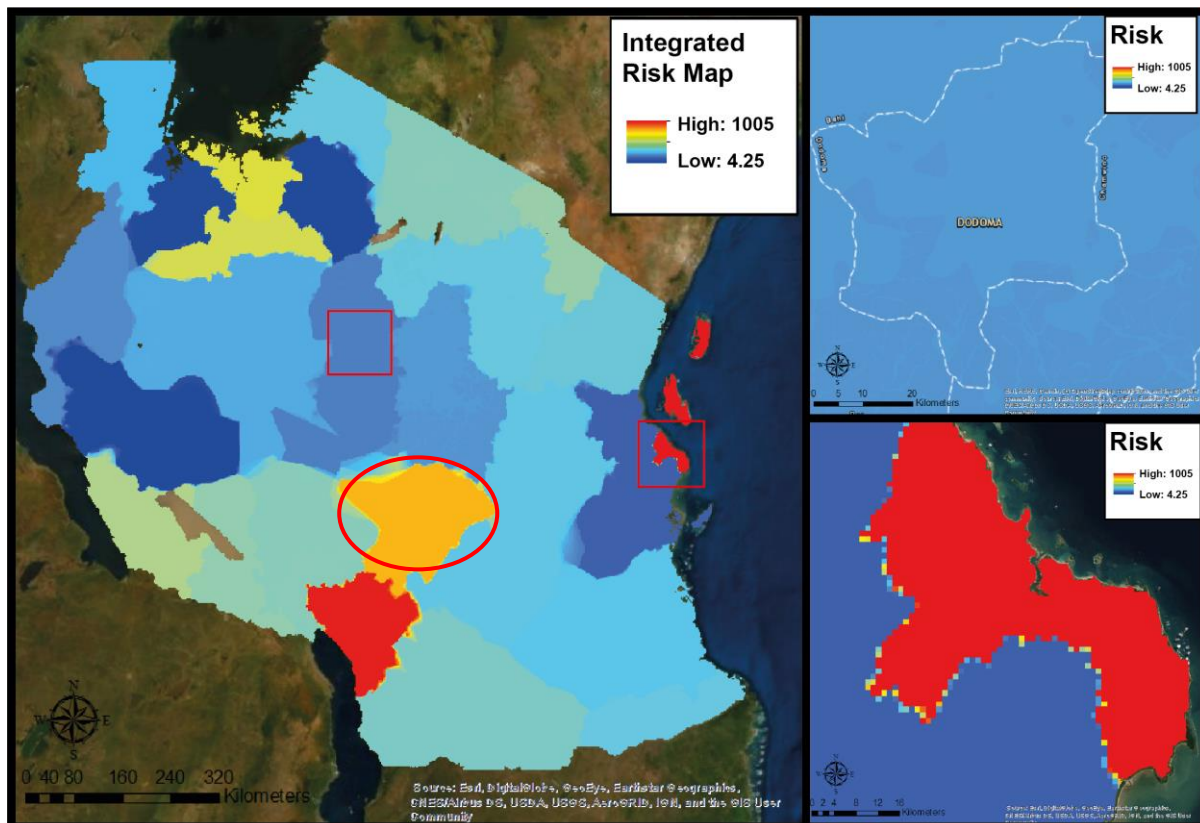 Integrated
Risk Map
High: 1005
Low: 4.25
N
W E
S
0 40 80 160 240 320
Kilometers
Source: Esri, DigitalGlobe, GeoEye, Earthstar Geographics,
CNES/Airbus DS, USDA, USGS, AeroGRID, IGN, and the GIS User
Community
Risk
High: 1005
Low: 4.25
Bahi
Dodoma
Chamwino
DODOMA
N
S
0 5 10 20
Kilometers
Risk
High: 1005
Low: 4.25
N
S
0 2 4 8 12 16
Kilometers